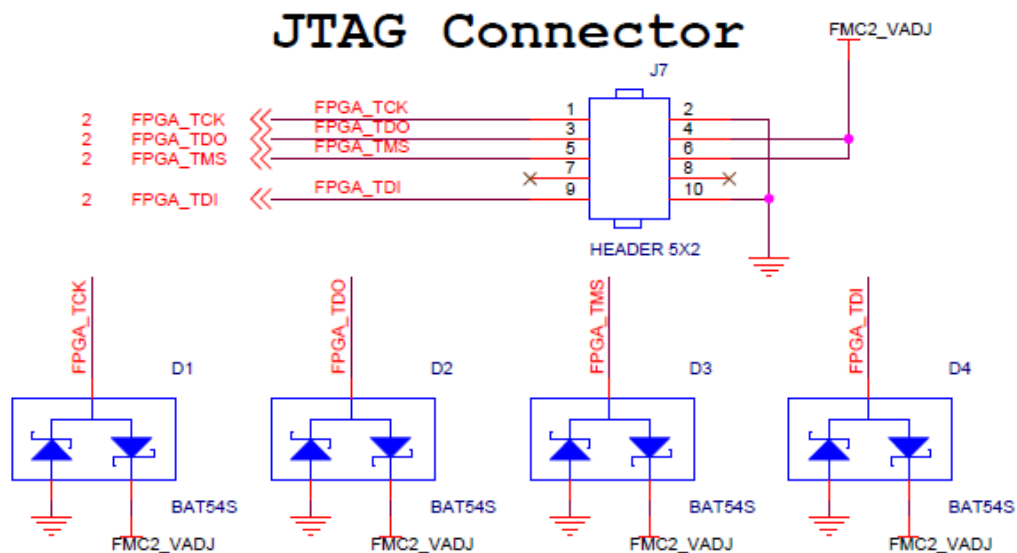 JTAG Connector
FMC2_VADJ
J7
2 FPGA_TCK FPGA_TCK 1 2
2 FPGA_TDO FPGA_TDO 3 4
2 FPGA_TMS FPGA_TMS 5 6
7 8
2 FPGA_TDI FPGA_TDI 9 10
HEADER 5X2
FPGA_TCK FPGA_TDO FPGA_TMS FPGA_TDI
D1 D2 D3 D4
BAT54S BAT54S BAT54S BAT54S
FMC2_VADJ FMC2_VADJ FMC2_VADJ FMC2_VADJ